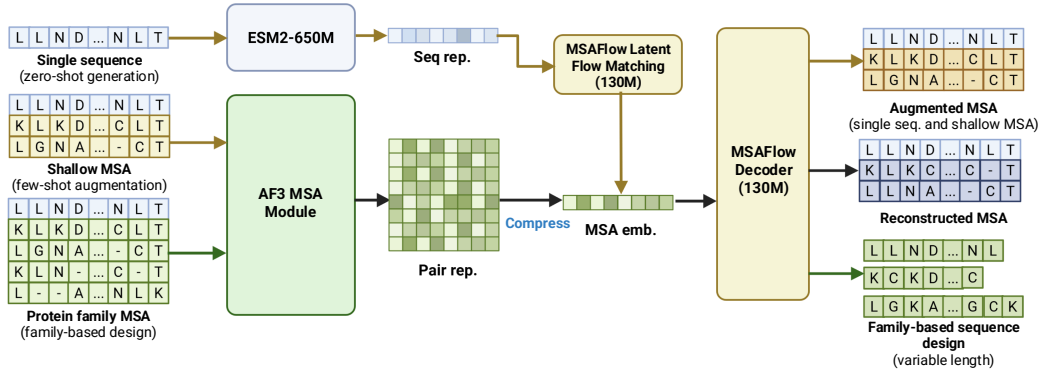 L L N D ... N L T
Single sequence
(zero-shot generation)
ESM2-650M
Seq rep.
MSAFlow Latent
Flow Matching
(130M)
L L N D ... N L T
K L K D ... C L T
L G N A ... - C T
Shallow MSA
(few-shot augmentation)
L L N D ... N L T
K L K D ... C L T
L G N A ... - C T
K L N - ... C - T
L - - A ... N L K
Protein family MSA
(family-based design)
AF3 MSA
Module
Pair rep.
Compress
MSA emb.
MSAFlow
Decoder
(130M)
L L N D ... N L T
K L K D ... C L T
L G N A ... - C T
Augmented MSA
(single seq. and shallow MSA)
L L N D ... N L T
K L K C ... C - T
L L N A ... - C T
Reconstructed MSA
L L N D ... N L
K C K D ... C
L G K A ... G C K
Family-based sequence
design
(variable length)